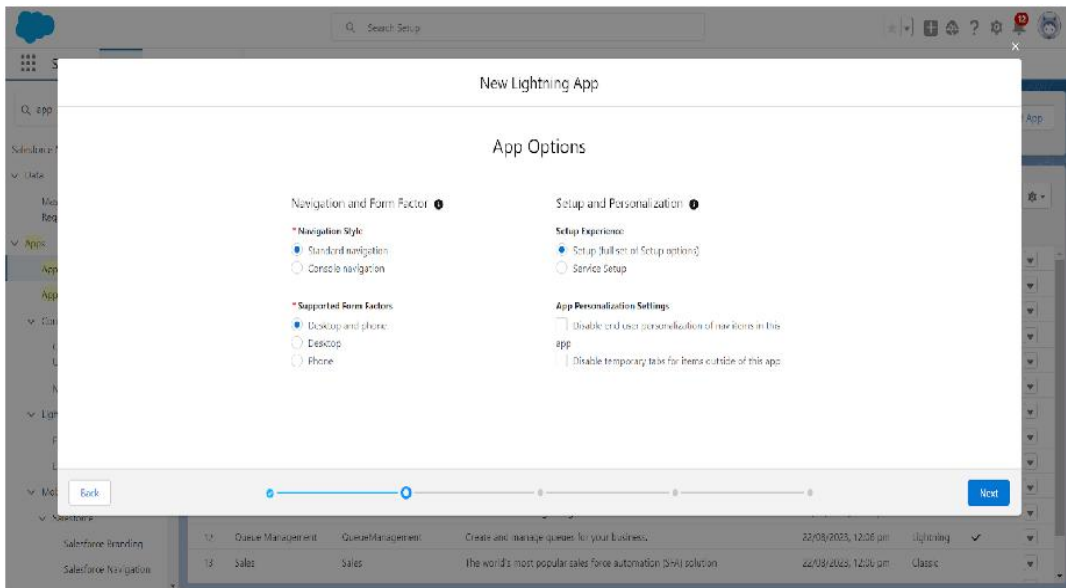 Search Setup
12
New Lightning App
app
App
App Options
Data
Navigation and Form Factor
Setup and Personalization
Apps
* Navigation Style
Setup Experience
Standard navigation
Setup (full set of Setup options)
Console navigation
Service Setup
* Supported Form Factors
App Personalization Settings
Desktop and phone
Disable end user personalization of nav items in this
app
Desktop
Phone
Disable temporary tabs for items outside of this app
Back
Next
Salesforce
Salesforce Branding
12 Queue Management QueueManagement Create and manage queues for your business. 22/08/2023, 12:06 pm Lightning
Salesforce Navigation
13 Sales Sales The world's most popular sales force automation (SFA) solution 22/08/2023, 12:06 pm Classic